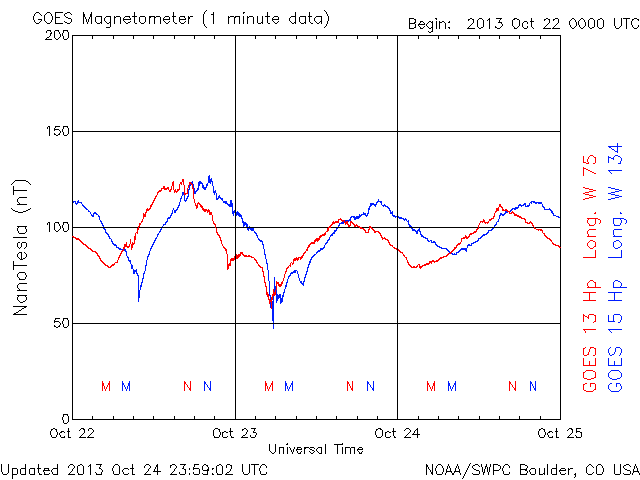 GOES Magnetometer (1 minute data)
Begin: 2013 Oct 22 0000 UTC
200
150
100
50
0
NanoTesla (nT)
M M N N M M N N M M N N
Oct 22 Oct 23 Oct 24 Oct 25
Universal Time
GOES 13 Hp Long. W 75
GOES 15 Hp Long. W 134
Updated 2013 Oct 24 23:59:02 UTC
NOAA/SWPC Boulder, CO USA